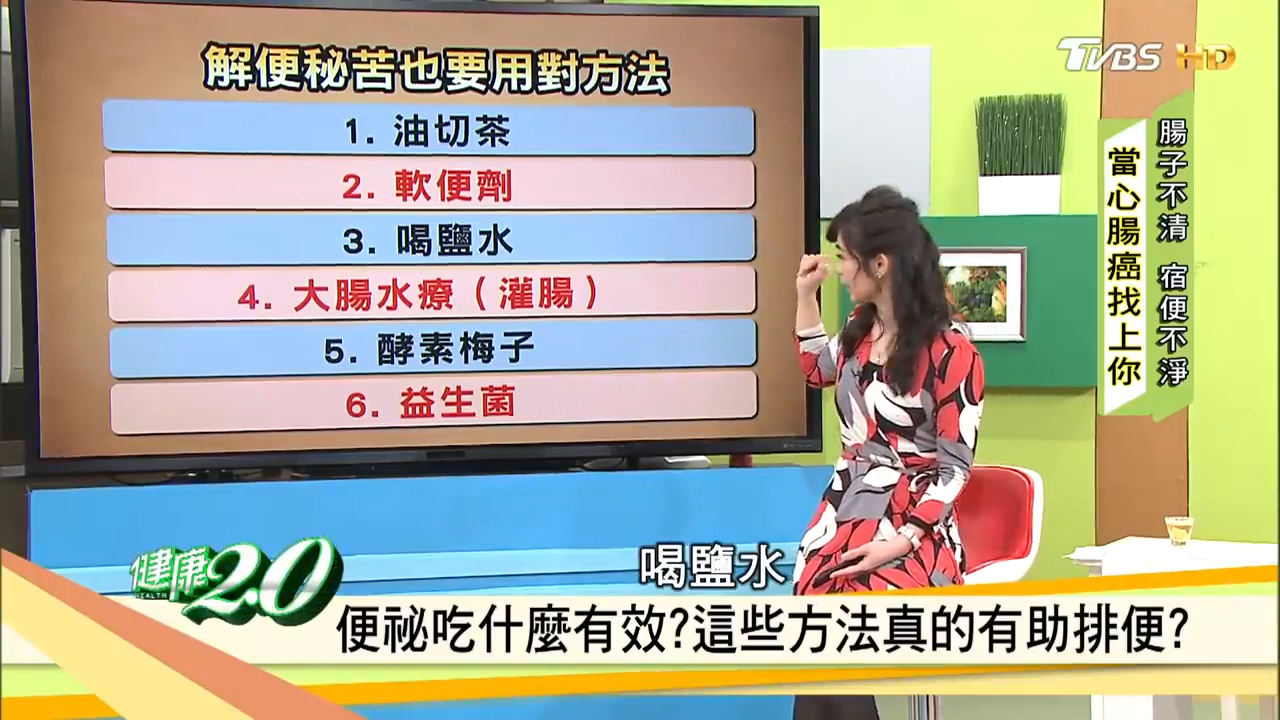 解便秘苦也要用對方法
1. 油切茶
2. 軟便劑
3. 喝鹽水
4. 大腸水療（灌腸）
5. 酵素梅子
6. 益生菌
TVBS HD
腸子不清 宿便不淨
當心腸癌找上你
喝鹽水
健康2.0
HEALTH
便祕吃什麼有效?這些方法真的有助排便?